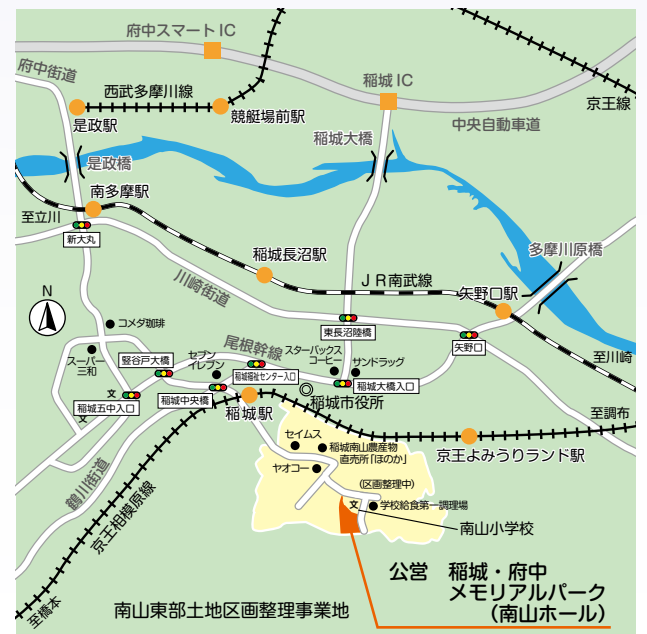 府中スマートIC
府中街道
西武多摩川線
稲城IC
京王線
是政駅
競艇場前駅
中央自動車道
稲城大橋
是政橋
南多摩駅
至立川
新大丸
稲城長沼駅
多摩川原橋
川崎街道
JR南武線
矢野口駅
N
コメダ珈琲
東長沼陸橋
矢野口
尾根幹線
スーパー
三和
竪谷戸大橋
セブン
イレブン
スターバックス
コーヒー
サンドラッグ
至川崎
稲城福祉センター入口
稲城大橋入口
文
稲城五中入口
稲城中央橋
稲城市役所
文
稲城駅
至調布
セイムス
稲城南山農産物
直売所「ほのか」
京王よみうりランド駅
ヤオコー
鶴川街道
(区画整理中)
京王相模原線
文
学校給食第一調理場
南山小学校
公営 稲城・府中
メモリアルパーク
(南山ホール)
至橋本
南山東部土地区画整理事業地